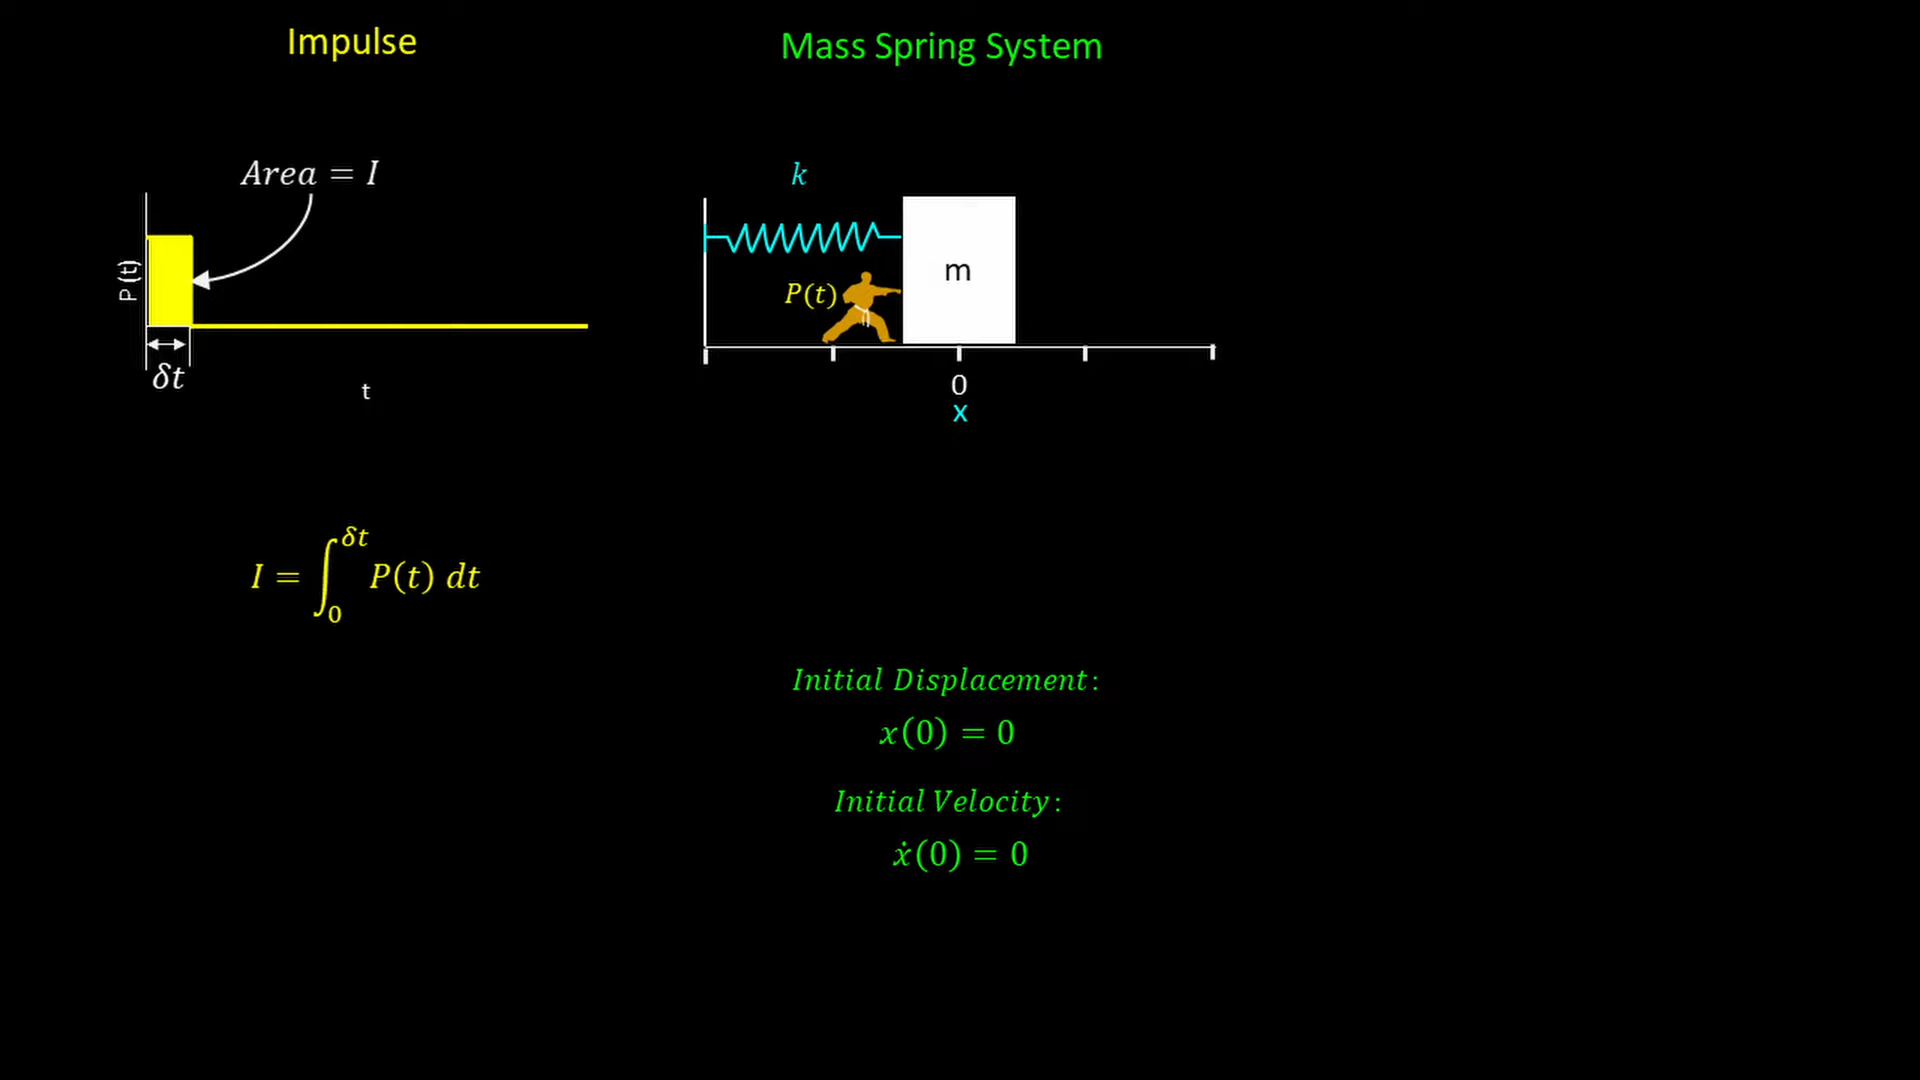 Impulse
Mass Spring System
Area = I
P (t)
δt
t
k
P(t)
m
0
x
I = ∫₀^δt P(t) dt
Initial Displacement:
x(0) = 0
Initial Velocity:
ẋ(0) = 0